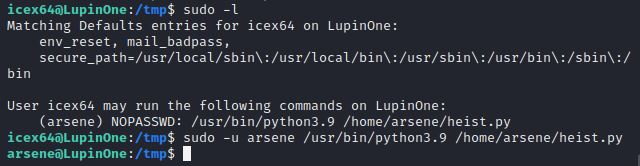 icex64@LupinOne:/tmp$ sudo -l
Matching Defaults entries for icex64 on LupinOne:
    env_reset, mail_badpass,
    secure_path=/usr/local/sbin\:/usr/local/bin\:/usr/sbin\:/usr/bin\:/sbin\:/
bin

User icex64 may run the following commands on LupinOne:
    (arsene) NOPASSWD: /usr/bin/python3.9 /home/arsene/heist.py
icex64@LupinOne:/tmp$ sudo -u arsene /usr/bin/python3.9 /home/arsene/heist.py
arsene@LupinOne:/tmp$